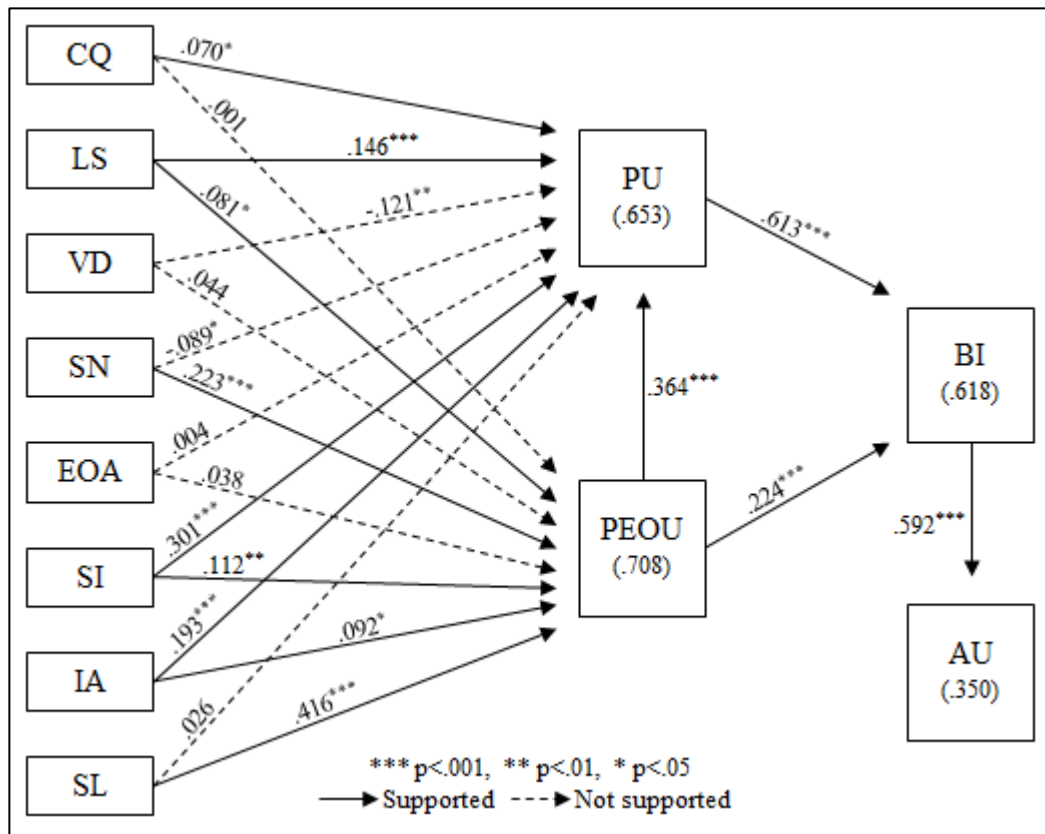 CQ
.070*
.001
LS
.146***
.081*
PU
(.653)
VD
-.121**
.044
.613***
SN
-.089*
.223***
BI
(.618)
.364***
EOA
.004
.038
PEOU
(.708)
.224***
.592***
SI
.301***
.112**
IA
.193***
.092*
AU
(.350)
SL
.026
.416***
*** p<.001, ** p<.01, * p<.05
Supported Not supported